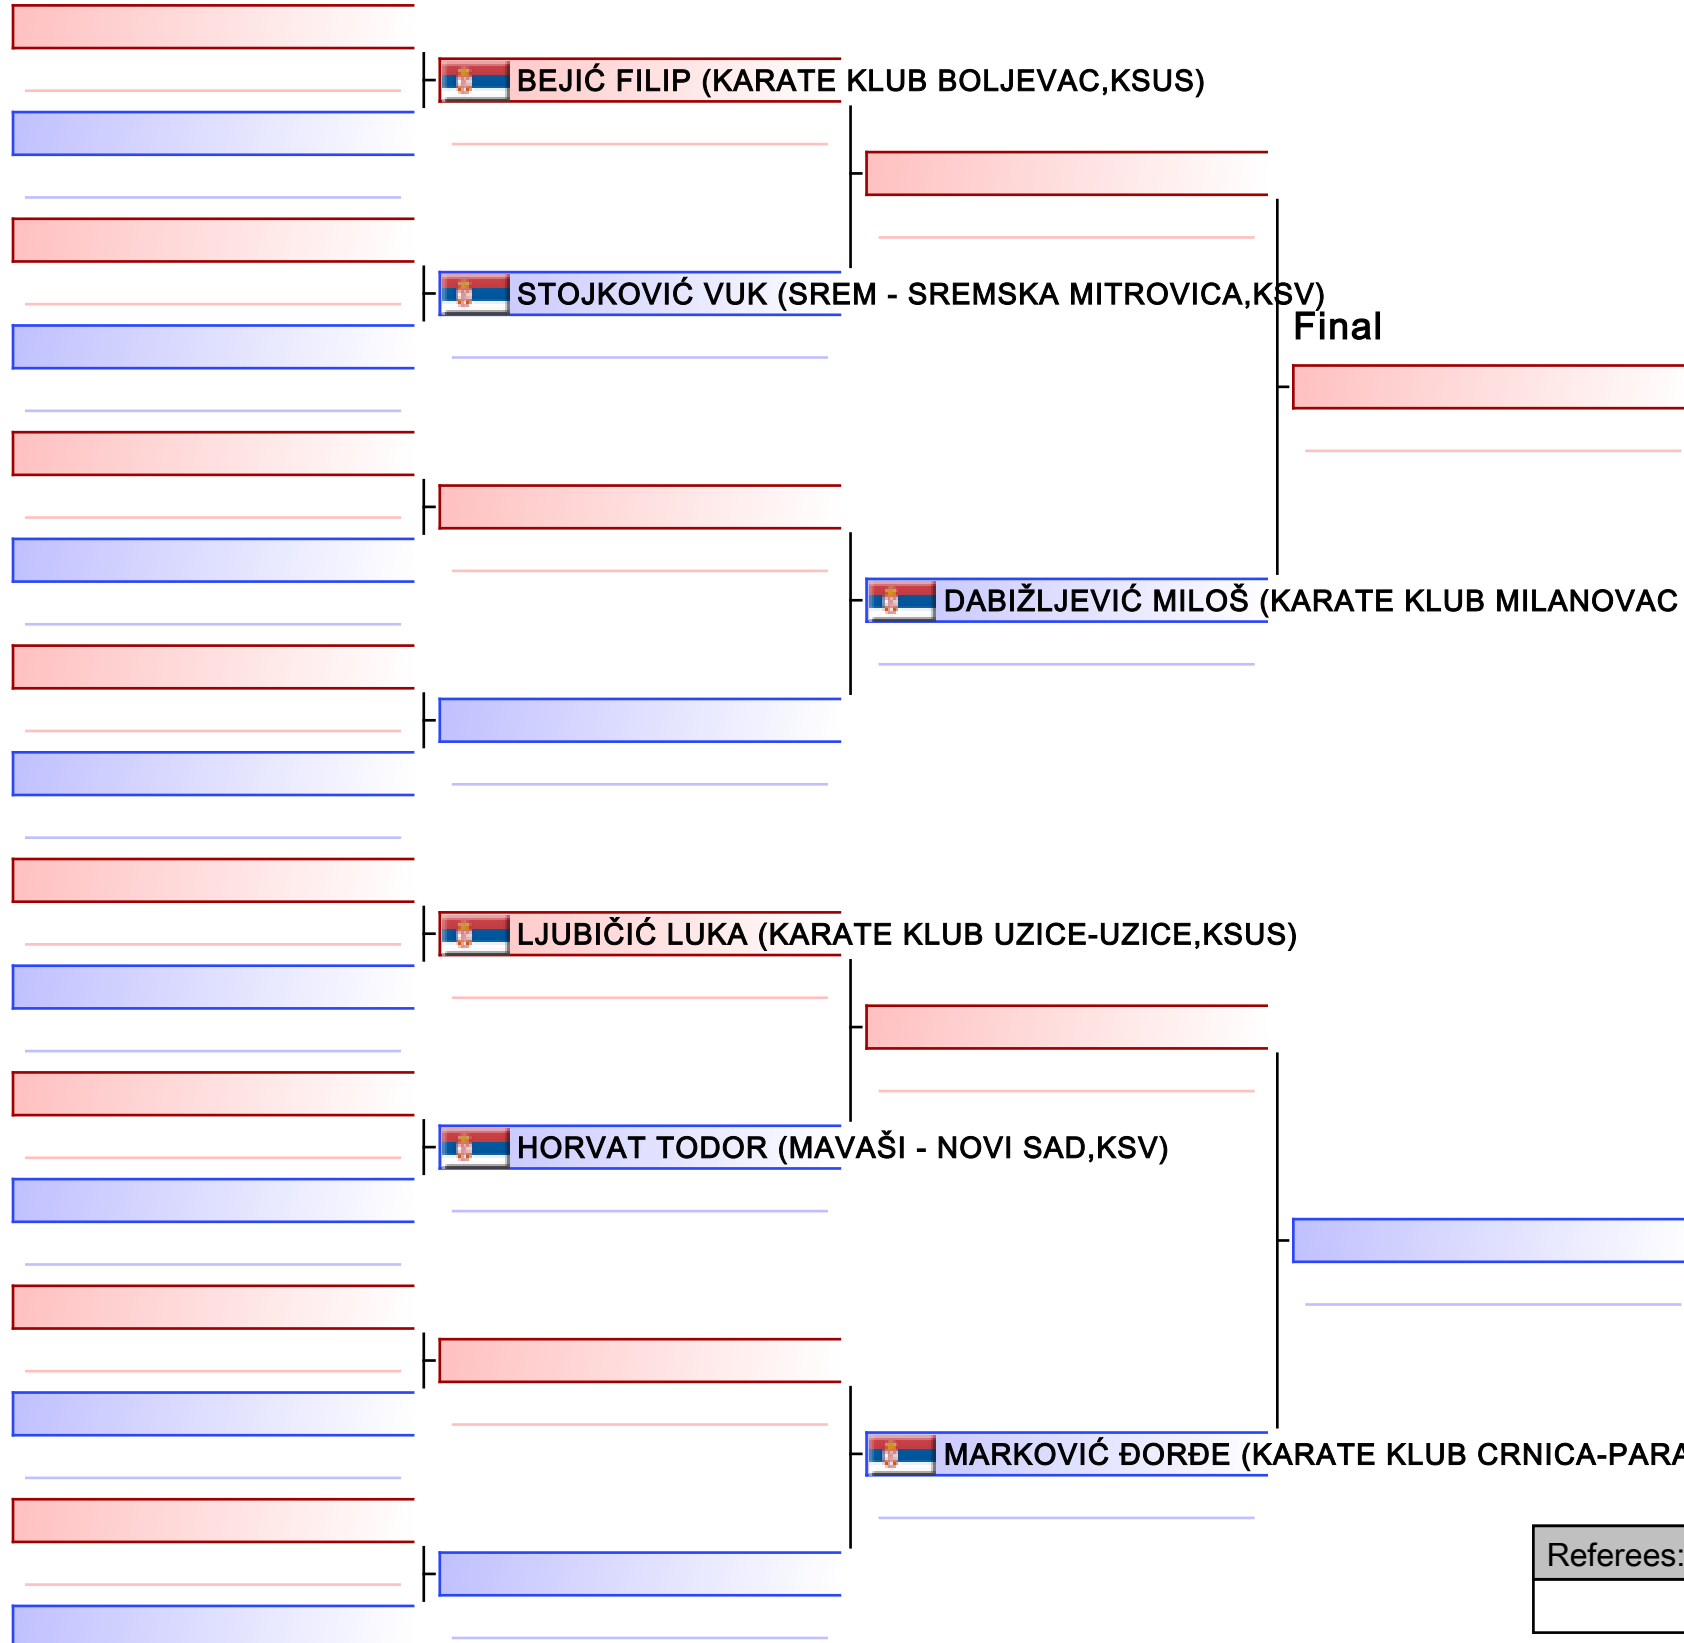 BEJIĆ FILIP (KARATE KLUB BOLJEVAC,KSUS)
STOJKOVIĆ VUK (SREM - SREMSKA MITROVICA,KSV)
Final
DABIŽLJEVIĆ MILOŠ (KARATE KLUB MILANOVAC
LJUBIČIĆ LUKA (KARATE KLUB UZICE-UZICE,KSUS)
HORVAT TODOR (MAVAŠI - NOVI SAD,KSV)
MARKOVIĆ ĐORĐE (KARATE KLUB CRNICA-PARA
Referees: